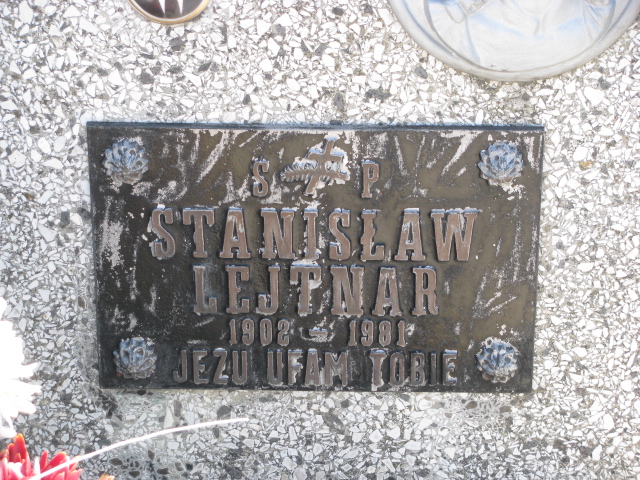 S P
STANISŁAW
LEJTNAR
1902 - 1981
JEZU UFAM TOBIE